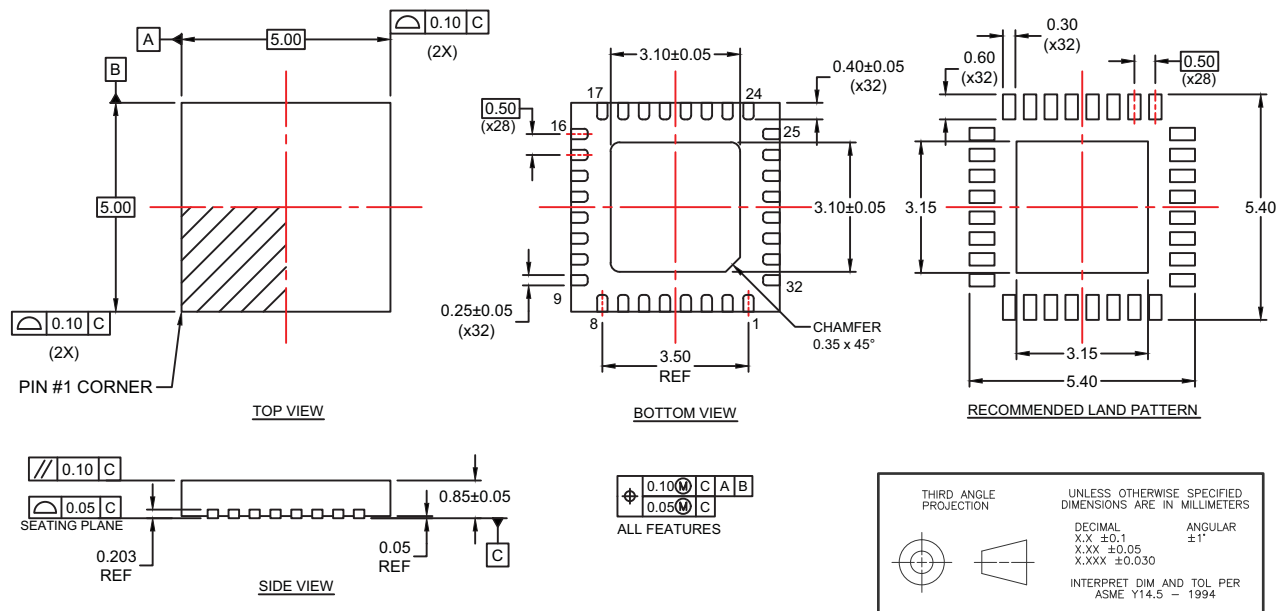 A
5.00
⌓ 0.10 C
(2X)
B
5.00
⌓ 0.10 C
(2X)
PIN #1 CORNER
TOP VIEW
3.10±0.05
0.40±0.05
(x32)
17
24
0.50
(x28)
16
25
3.10±0.05
9
32
0.25±0.05
(x32)
8
1
CHAMFER
0.35 x 45°
3.50
REF
BOTTOM VIEW
0.30
(x32)
0.60
(x32)
0.50
(x28)
3.15
5.40
3.15
5.40
RECOMMENDED LAND PATTERN
// 0.10 C
⌓ 0.05 C
SEATING PLANE
0.85±0.05
0.203
REF
0.05
REF
C
SIDE VIEW
⌖ 0.10 Ⓜ C A B
0.05 Ⓜ C
ALL FEATURES
THIRD ANGLE
PROJECTION
UNLESS OTHERWISE SPECIFIED
DIMENSIONS ARE IN MILLIMETERS
DECIMAL ANGULAR
X.X ±0.1 ±1°
X.XX ±0.05
X.XXX ±0.030
INTERPRET DIM AND TOL PER
ASME Y14.5 – 1994